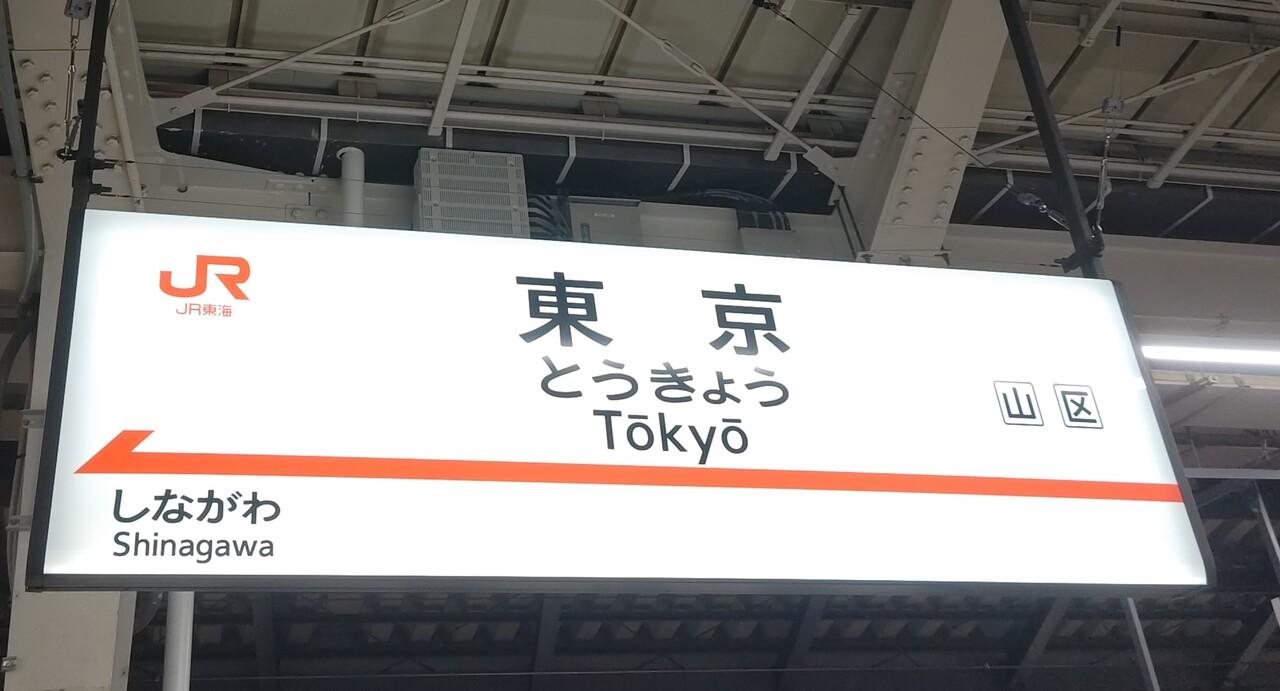 JR
JR東海
東京
とうきょう
Tōkyō
山 区
しながわ
Shinagawa